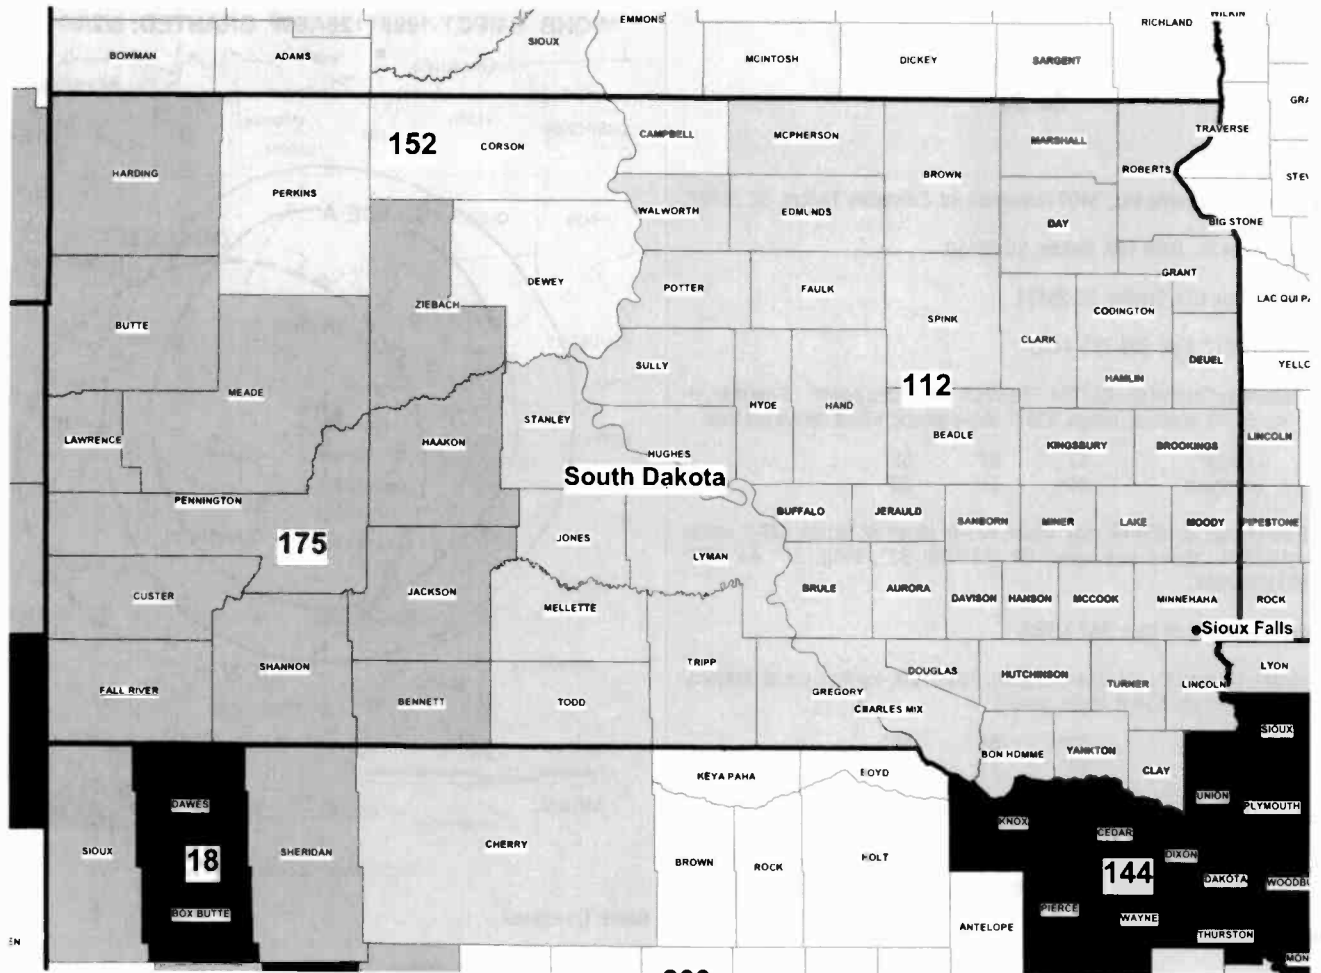 EMMONS
RICHLAND
WILKIN
SIOUX
BOWMAN
ADAMS
MCINTOSH
DICKEY
SARGENT
152
CAMPBELL
MCPHERSON
TRAVERSE
CORSON
MARSHALL
HARDING
BROWN
ROBERTS
PERKINS
WALWORTH
EDMUNDS
DAY
BIG STONE
GRANT
DEWEY
POTTER
FAULK
ZIEBACH
SPINK
CODINGTON
LAC QUI PA
BUTTE
CLARK
DEUEL
SULLY
YELLO
MEADE
112
HAMLIN
HYDE
HAND
STANLEY
LAWRENCE
HAAKON
BEADLE
KINGSBURY
BROOKINGS
LINCOLN
HUGHES
South Dakota
PENNINGTON
BUFFALO
JERAULD
SANBORN
MINER
LAKE
MOODY
PIPESTONE
175
JONES
LYMAN
CUSTER
JACKSON
BRULE
AURORA
DAVISON
HANSON
MCCOOK
MINNEHAHA
ROCK
MELLETTE
Sioux Falls
SHANNON
TRIPP
DOUGLAS
HUTCHINSON
TURNER
LINCOLN
LYON
FALL RIVER
BENNETT
TODD
GREGORY
CHARLES MIX
SIOUX
BON HOMME
YANKTON
CLAY
KEYA PAHA
BOYD
UNION
PLYMOUTH
DAWES
KNOX
CEDAR
SIOUX
18
SHERIDAN
CHERRY
BROWN
ROCK
HOLT
DIXON
144
DAKOTA
WOODBU
BOX BUTTE
PIERCE
WAYNE
ANTELOPE
THURSTON
EN
MON